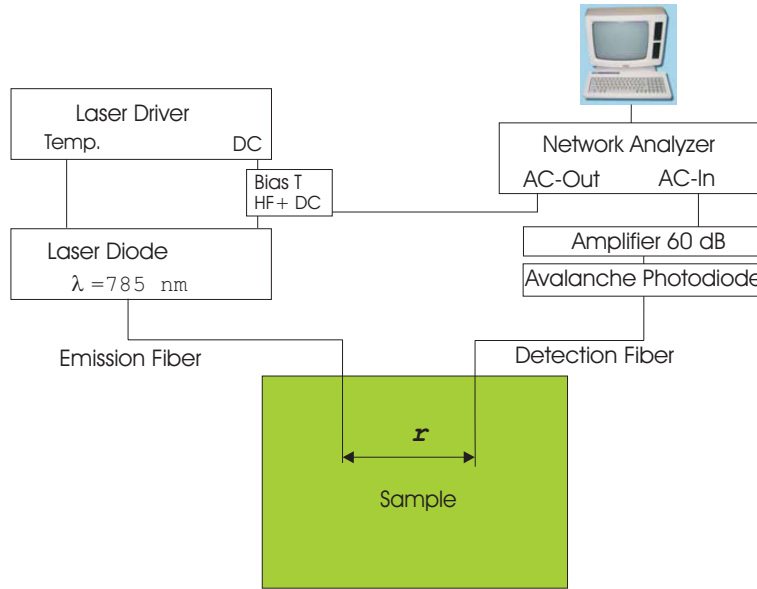 Laser Driver
Temp. DC
Bias T
HF+ DC
Laser Diode
λ =785 nm
Emission Fiber
Network Analyzer
AC-Out AC-In
Amplifier 60 dB
Avalanche Photodiode
Detection Fiber
r
Sample